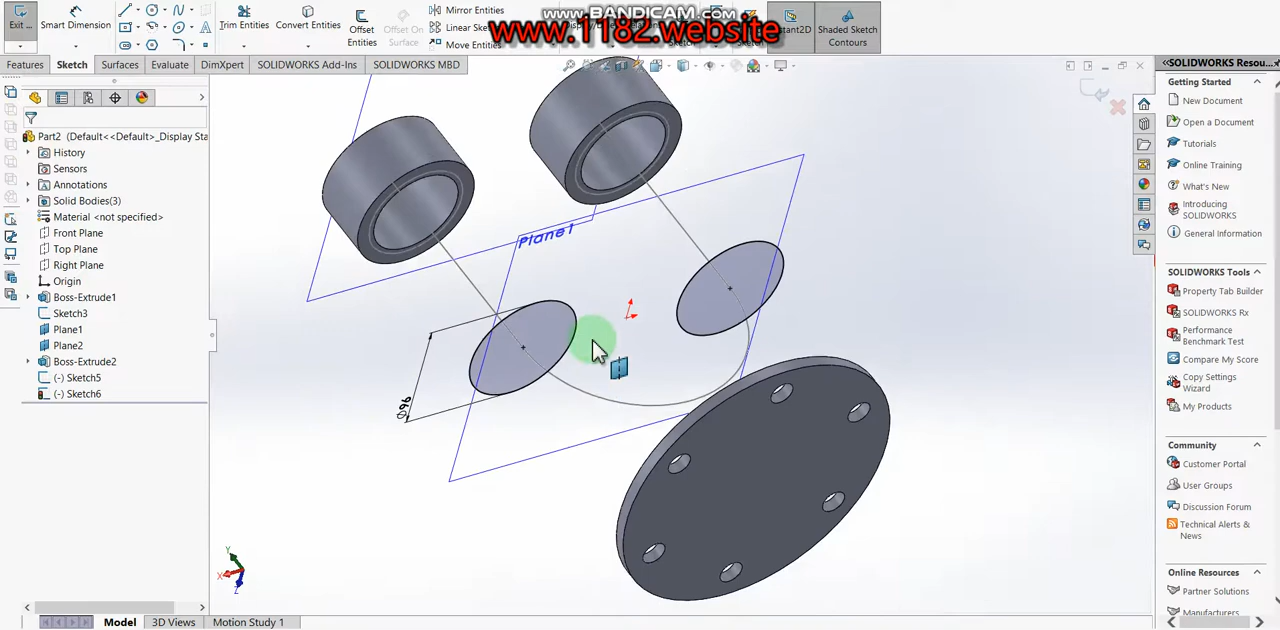 www.BANDICAM.com
www.1182.website
Exit ...
Smart Dimension
Trim Entities
Convert Entities
Offset Entities
Offset On Surface
Mirror Entities
Linear Sketch
Move Entities
Instant2D
Shaded Sketch Contours
Features
Sketch
Surfaces
Evaluate
DimXpert
SOLIDWORKS Add-Ins
SOLIDWORKS MBD
Part2 (Default<<Default>_Display Sta
History
Sensors
Annotations
Solid Bodies(3)
Material <not specified>
Front Plane
Top Plane
Right Plane
Origin
Boss-Extrude1
Sketch3
Plane1
Plane2
Boss-Extrude2
(-) Sketch5
(-) Sketch6
Plane1
Ø96
Y
X
Z
Model
3D Views
Motion Study 1
SOLIDWORKS Resou...
Getting Started
New Document
Open a Document
Tutorials
Online Training
What's New
Introducing SOLIDWORKS
General Information
SOLIDWORKS Tools
Property Tab Builder
SOLIDWORKS Rx
Performance Benchmark Test
Compare My Score
Copy Settings Wizard
My Products
Community
Customer Portal
User Groups
Discussion Forum
Technical Alerts & News
Online Resources
Partner Solutions
Manufacturers